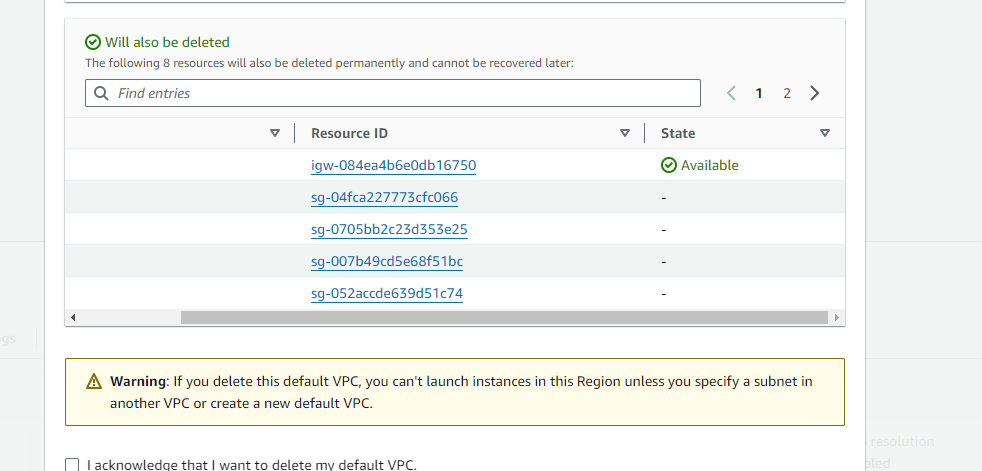 Will also be deleted
The following 8 resources will also be deleted permanently and cannot be recovered later:
Find entries
1 2
Resource ID State
igw-084ea4b6e0db16750 Available
sg-04fca227773cfc066 -
sg-0705bb2c23d353e25 -
sg-007b49cd5e68f51bc -
sg-052accde639d51c74 -
gs
Warning: If you delete this default VPC, you can't launch instances in this Region unless you specify a subnet in
another VPC or create a new default VPC.
resolution
I acknowledge that I want to delete my default VPC.